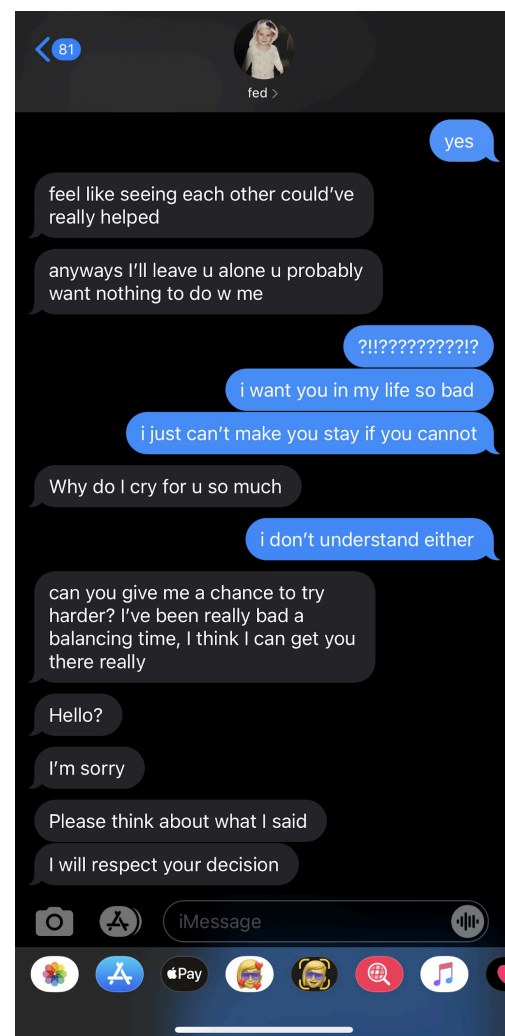 81
fed >
yes
feel like seeing each other could’ve
really helped
anyways I’ll leave u alone u probably
want nothing to do w me
?!!?????????!?
i want you in my life so bad
i just can’t make you stay if you cannot
Why do I cry for u so much
i don’t understand either
can you give me a chance to try
harder? I’ve been really bad a
balancing time, I think I can get you
there really
Hello?
I’m sorry
Please think about what I said
I will respect your decision
iMessage
Pay